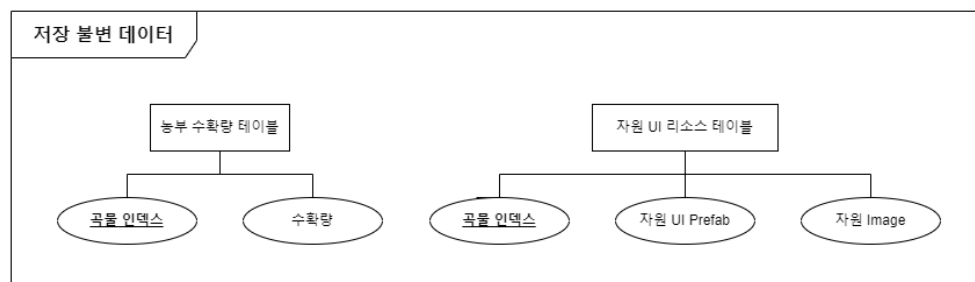 저장 불변 데이터
농부 수확량 테이블
자원 UI 리소스 테이블
곡물 인덱스
수확량
곡물 인덱스
자원 UI Prefab
자원 Image